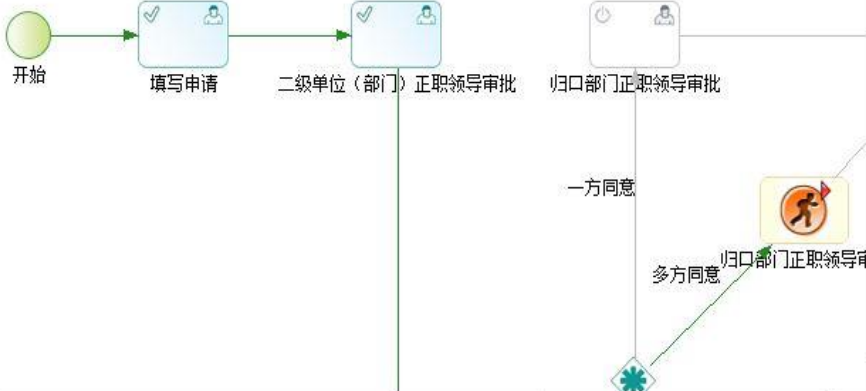 开始
填写申请
二级单位（部门）正职领导审批
归口部门正职领导审批
一方同意
多方同意
归口部门正职领导审